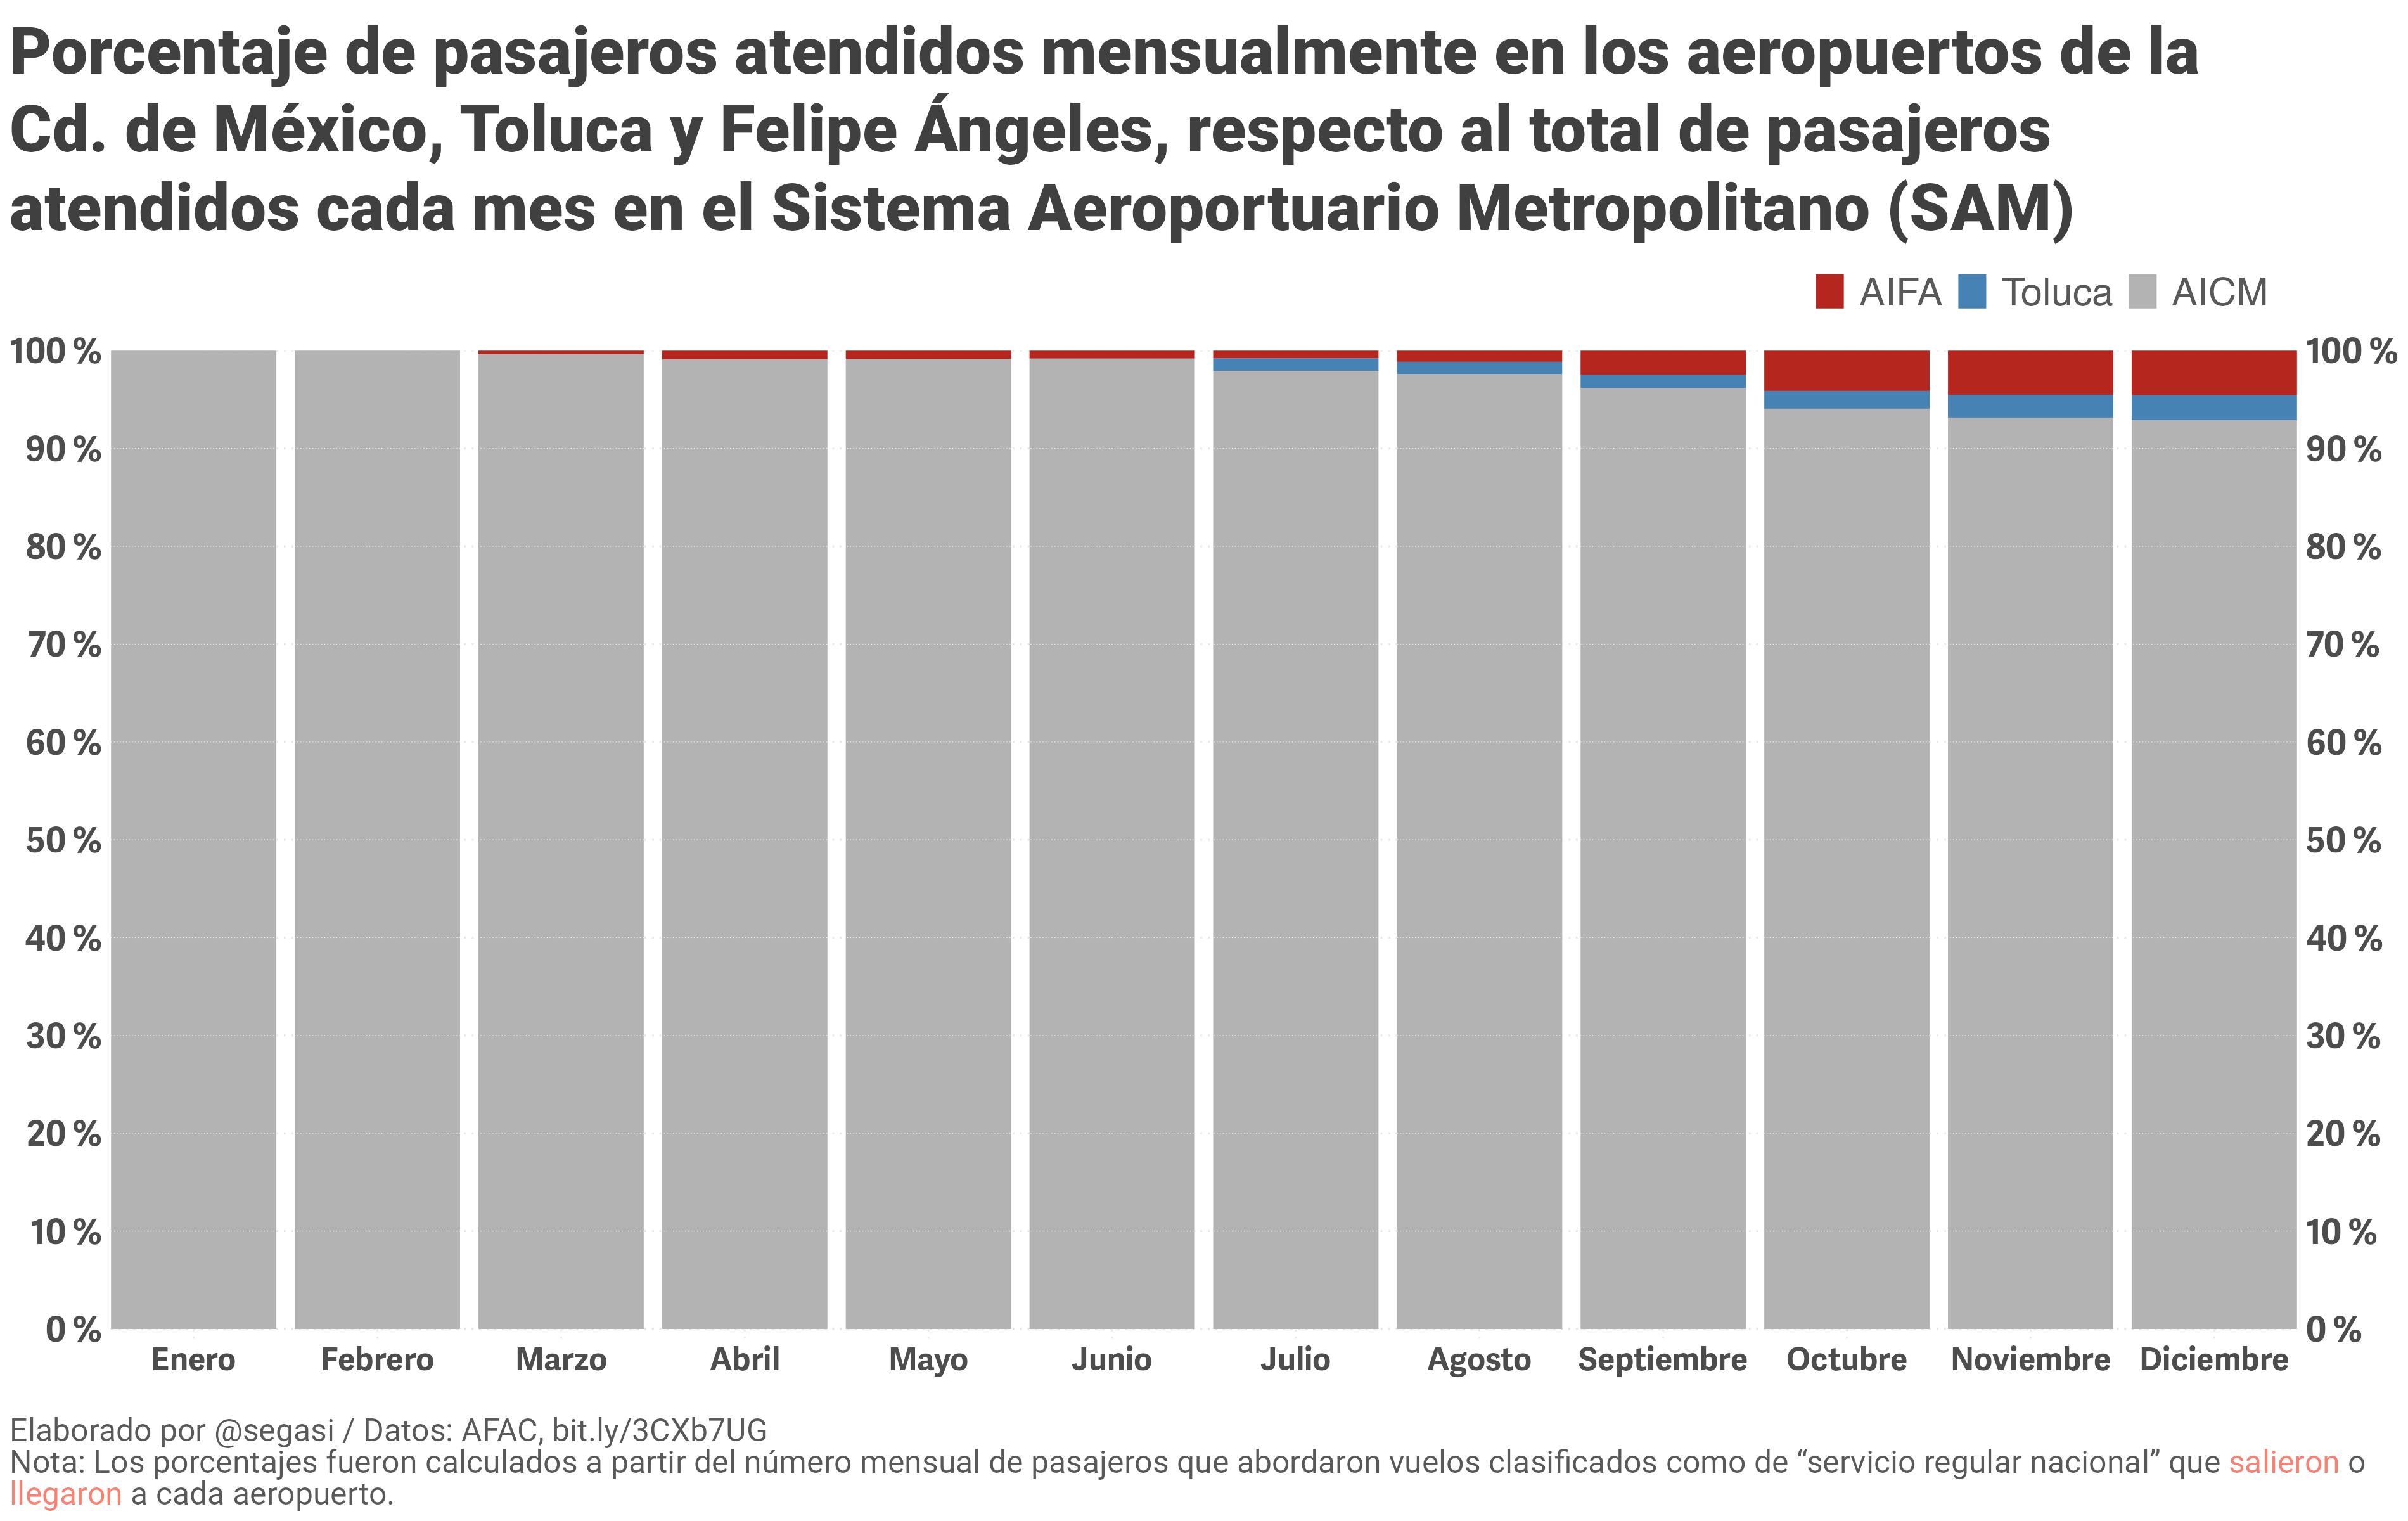 Porcentaje de pasajeros atendidos mensualmente en los aeropuertos de la
Cd. de México, Toluca y Felipe Ángeles, respecto al total de pasajeros
atendidos cada mes en el Sistema Aeroportuario Metropolitano (SAM)
AIFA Toluca AICM
100 % 100 %
90 % 90 %
80 % 80 %
70 % 70 %
60 % 60 %
50 % 50 %
40 % 40 %
30 % 30 %
20 % 20 %
10 % 10 %
0 % 0 %
Enero Febrero Marzo Abril Mayo Junio Julio Agosto Septiembre Octubre Noviembre Diciembre
Elaborado por @segasi / Datos: AFAC, bit.ly/3CXb7UG
Nota: Los porcentajes fueron calculados a partir del número mensual de pasajeros que abordaron vuelos clasificados como de “servicio regular nacional” que salieron o
llegaron a cada aeropuerto.